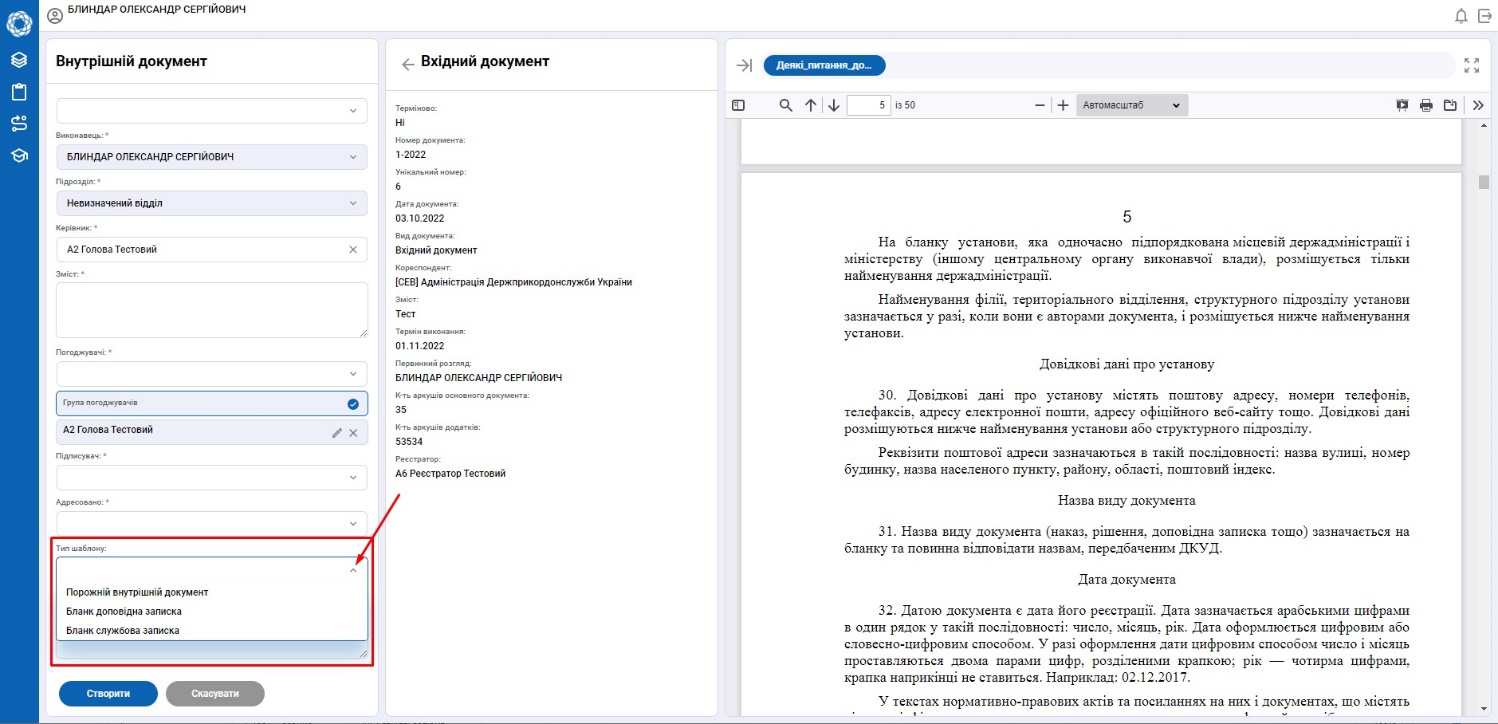 БЛИНДАР ОЛЕКСАНДР СЕРГІЙОВИЧ
Внутрішній документ
Виконавець: *
БЛИНДАР ОЛЕКСАНДР СЕРГІЙОВИЧ
Підрозділ: *
Невизначений відділ
Керівник: *
А2 Голова Тестовий
Зміст: *
Погоджувачі: *
Група погоджувачів
А2 Голова Тестовий
Підписувач: *
Адресовано: *
Тип шаблону:
Порожній внутрішній документ
Бланк доповідна записка
Бланк службова записка
Створити
Скасувати
Вхідний документ
Терміново:
Ні
Номер документа:
1-2022
Унікальний номер:
6
Дата документа:
03.10.2022
Вид документа:
Вхідний документ
Кореспондент:
[СЕВ] Адміністрація Держприкордонслужби України
Зміст:
Тест
Термін виконання:
01.11.2022
Первинний розгляд:
БЛИНДАР ОЛЕКСАНДР СЕРГІЙОВИЧ
К-ть аркушів основного документа:
35
К-ть аркушів додатків:
53534
Реєстратор:
А6 Реєстратор Тестовий
Деякі_питання_до...
5 із 50
Автомасштаб
5
На бланку установи, яка одночасно підпорядкована місцевій держадміністрації і
міністерству (іншому центральному органу виконавчої влади), розміщується тільки
найменування держадміністрації.
Найменування філії, територіального відділення, структурного підрозділу установи
зазначається у разі, коли вони є авторами документа, і розміщується нижче найменування
установи.
Довідкові дані про установу
30. Довідкові дані про установу містять поштову адресу, номери телефонів,
телефаксів, адресу електронної пошти, адресу офіційного веб-сайту тощо. Довідкові дані
розміщуються нижче найменування установи або структурного підрозділу.
Реквізити поштової адреси зазначаються в такій послідовності: назва вулиці, номер
будинку, назва населеного пункту, району, області, поштовий індекс.
Назва виду документа
31. Назва виду документа (наказ, рішення, доповідна записка тощо) зазначається на
бланку та повинна відповідати назвам, передбаченим ДКУД.
Дата документа
32. Датою документа є дата його реєстрації. Дата зазначається арабськими цифрами
в один рядок у такій послідовності: число, місяць, рік. Дата оформлюється цифровим або
словесно-цифровим способом. У разі оформлення дати цифровим способом число і місяць
проставляються двома парами цифр, розділеними крапкою; рік — чотирма цифрами,
крапка наприкінці не ставиться. Наприклад: 02.12.2017.
У текстах нормативно-правових актів та посиланнях на них і документах, що містять